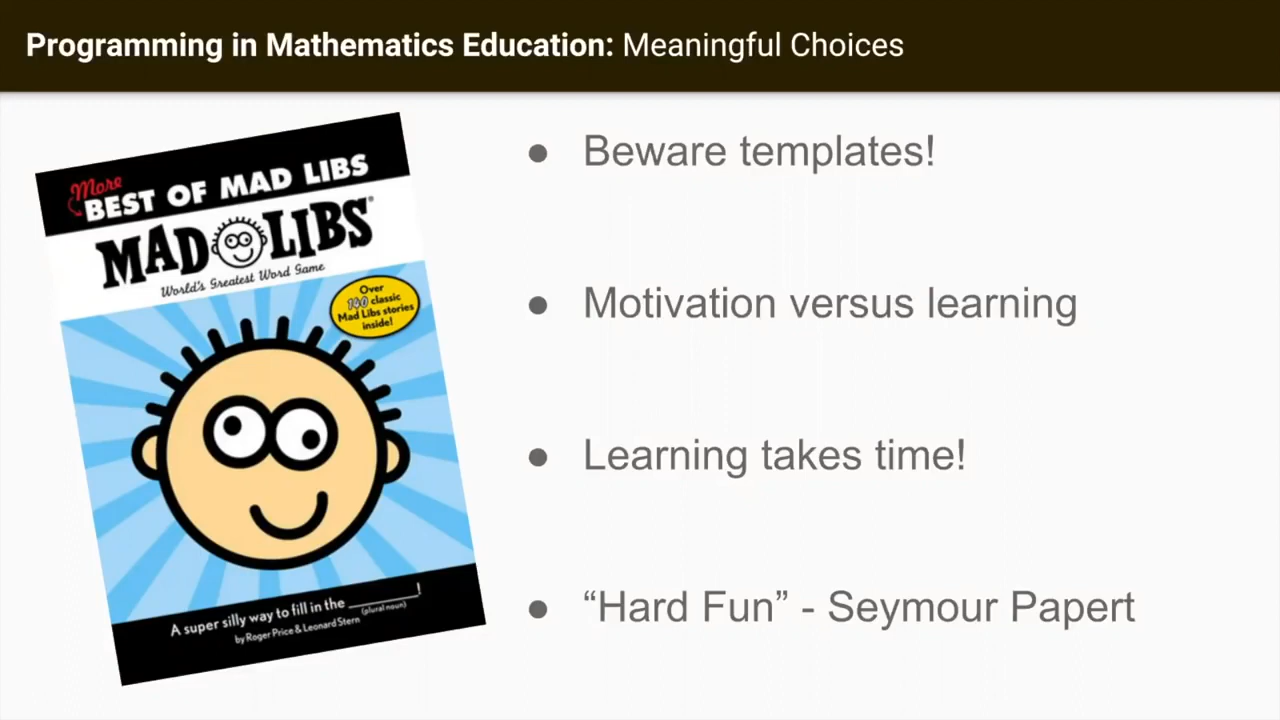 Programming in Mathematics Education: Meaningful Choices
More
BEST OF MAD LIBS
MAD LIBS®
World's Greatest Word Game
Over
140 classic
Mad Libs stories
inside!
A super silly way to fill in the ________!
(plural noun)
by Roger Price & Leonard Stern
● Beware templates!
● Motivation versus learning
● Learning takes time!
● “Hard Fun” - Seymour Papert